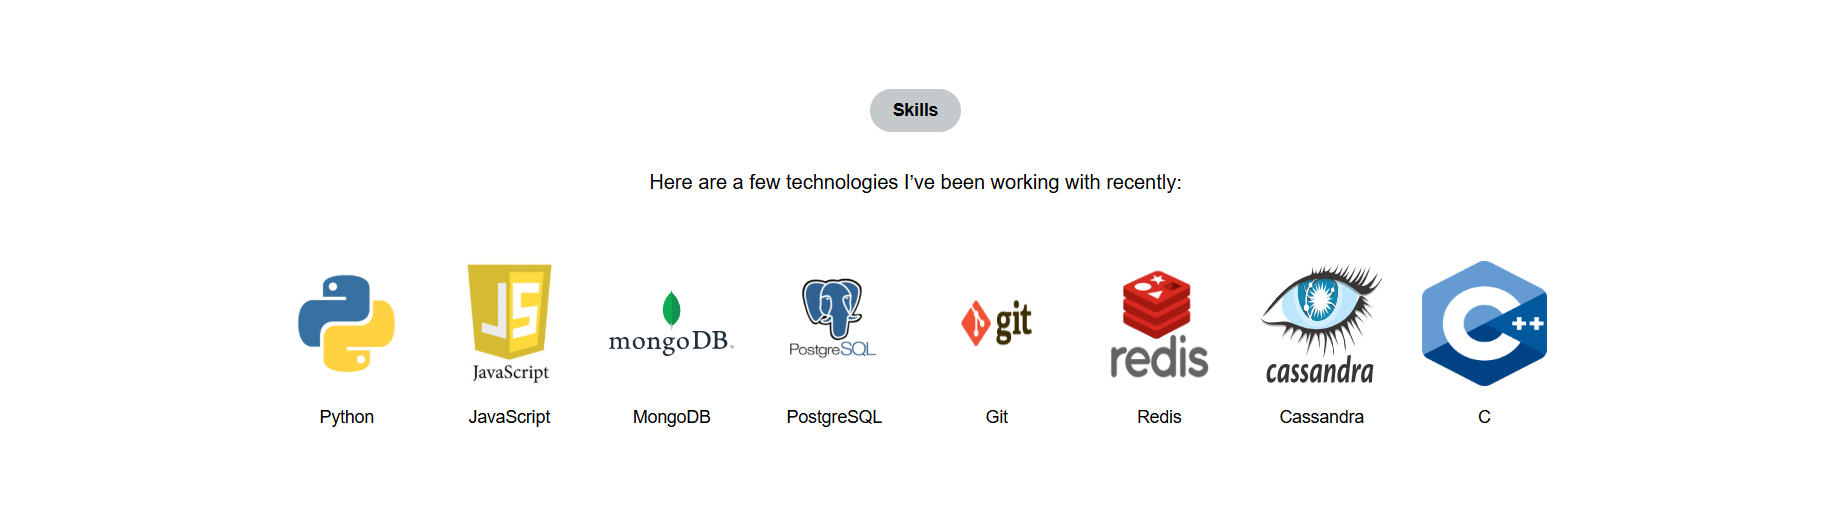 Skills
Here are a few technologies I’ve been working with recently:
JS
JavaScript
mongoDB
PostgreSQL
git
redis
cassandra
C++
Python JavaScript MongoDB PostgreSQL Git Redis Cassandra C